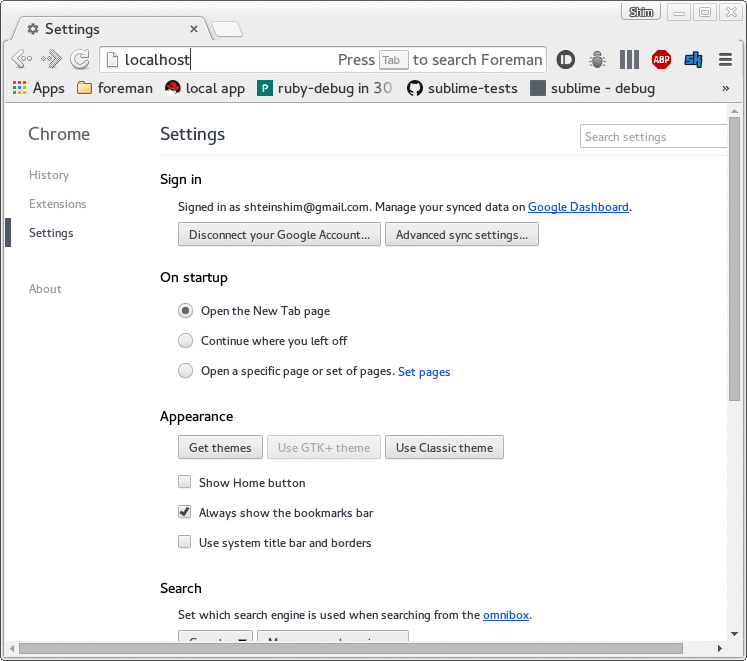 Shim
Settings
localhost Press Tab to search Foreman
ABP
Apps foreman local app P ruby-debug in 30 sublime-tests sublime - debug »
Chrome
Settings
Search settings
History
Extensions
Settings
About
Sign in
Signed in as shteinshim@gmail.com. Manage your synced data on Google Dashboard.
Disconnect your Google Account... Advanced sync settings...
On startup
Open the New Tab page
Continue where you left off
Open a specific page or set of pages. Set pages
Appearance
Get themes Use GTK+ theme Use Classic theme
Show Home button
Always show the bookmarks bar
Use system title bar and borders
Search
Set which search engine is used when searching from the omnibox.